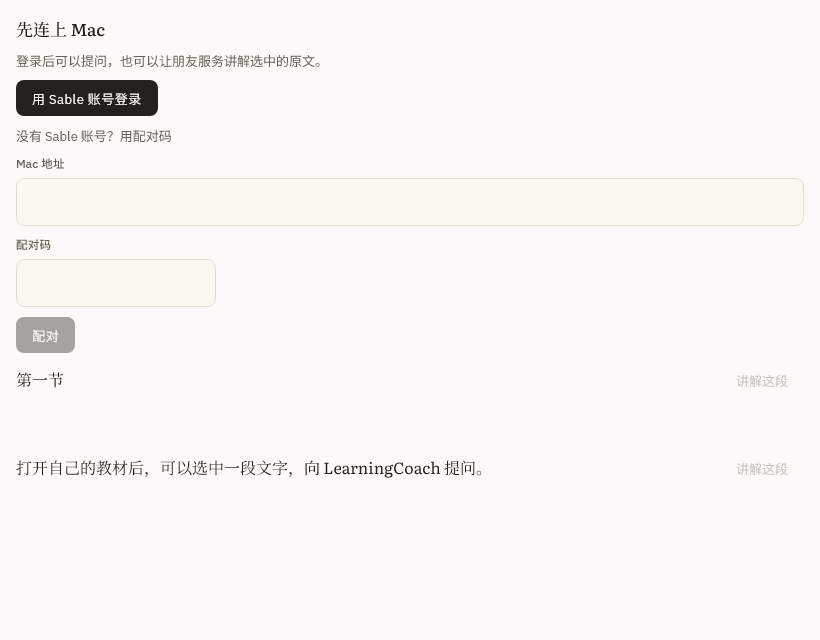 先连上 Mac
登录后可以提问，也可以让朋友服务讲解选中的原文。
用 Sable 账号登录
没有 Sable 账号？用配对码
Mac 地址
配对码
配对
第一节 讲解这段
打开自己的教材后，可以选中一段文字，向 LearningCoach 提问。 讲解这段